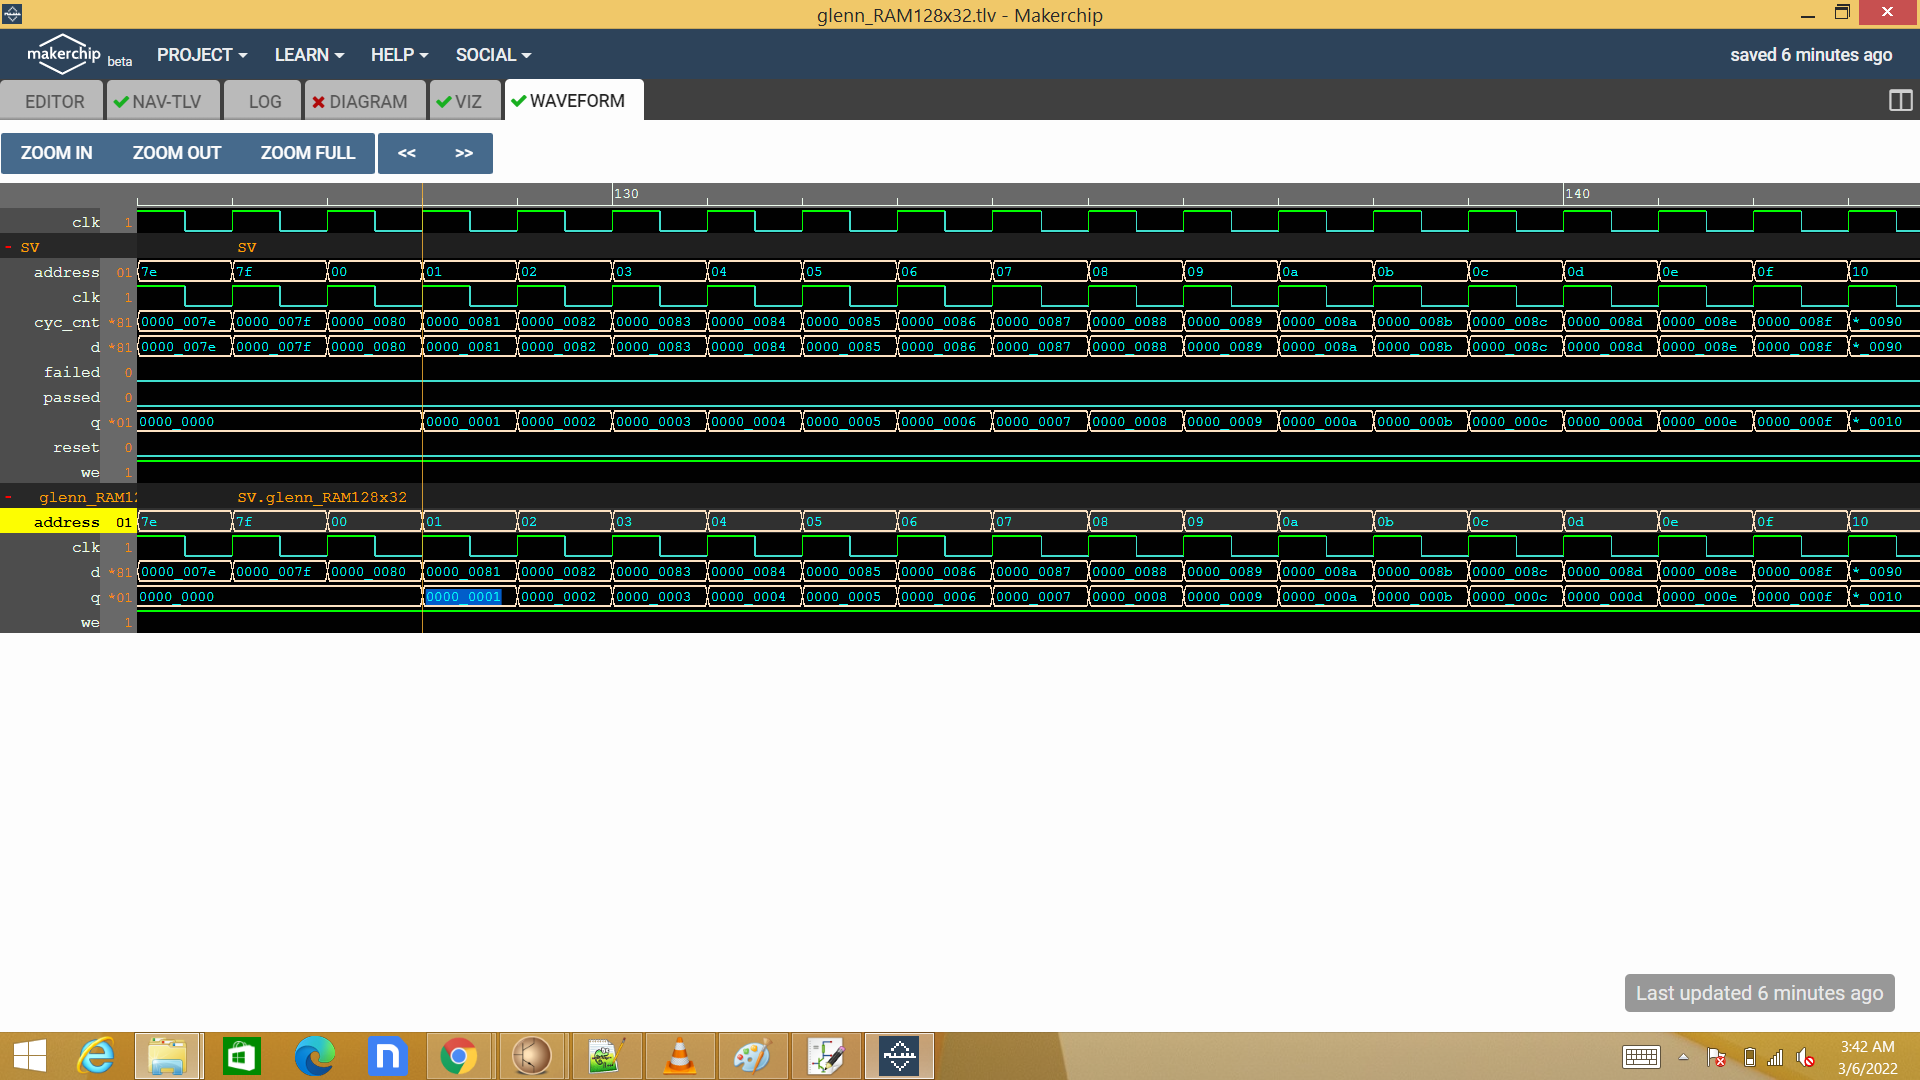 glenn_RAM128x32.tlv - Makerchip
makerchip beta PROJECT LEARN HELP SOCIAL saved 6 minutes ago
EDITOR NAV-TLV LOG DIAGRAM VIZ WAVEFORM
ZOOM IN ZOOM OUT ZOOM FULL << >>
130 140
clk 1
- SV SV
address 01 7e 7f 00 01 02 03 04 05 06 07 08 09 0a 0b 0c 0d 0e 0f 10
clk 1
cyc_cnt *81 0000_007e 0000_007f 0000_0080 0000_0081 0000_0082 0000_0083 0000_0084 0000_0085 0000_0086 0000_0087 0000_0088 0000_0089 0000_008a 0000_008b 0000_008c 0000_008d 0000_008e 0000_008f *_0090
d *81 0000_007e 0000_007f 0000_0080 0000_0081 0000_0082 0000_0083 0000_0084 0000_0085 0000_0086 0000_0087 0000_0088 0000_0089 0000_008a 0000_008b 0000_008c 0000_008d 0000_008e 0000_008f *_0090
failed 0
passed 0
q *01 0000_0000 0000_0001 0000_0002 0000_0003 0000_0004 0000_0005 0000_0006 0000_0007 0000_0008 0000_0009 0000_000a 0000_000b 0000_000c 0000_000d 0000_000e 0000_000f *_0010
reset 0
we 1
- glenn_RAM12 SV.glenn_RAM128x32
address 01 7e 7f 00 01 02 03 04 05 06 07 08 09 0a 0b 0c 0d 0e 0f 10
clk 1
d *81 0000_007e 0000_007f 0000_0080 0000_0081 0000_0082 0000_0083 0000_0084 0000_0085 0000_0086 0000_0087 0000_0088 0000_0089 0000_008a 0000_008b 0000_008c 0000_008d 0000_008e 0000_008f *_0090
q *01 0000_0000 0000_0001 0000_0002 0000_0003 0000_0004 0000_0005 0000_0006 0000_0007 0000_0008 0000_0009 0000_000a 0000_000b 0000_000c 0000_000d 0000_000e 0000_000f *_0010
we 1
Last updated 6 minutes ago
3:42 AM
3/6/2022